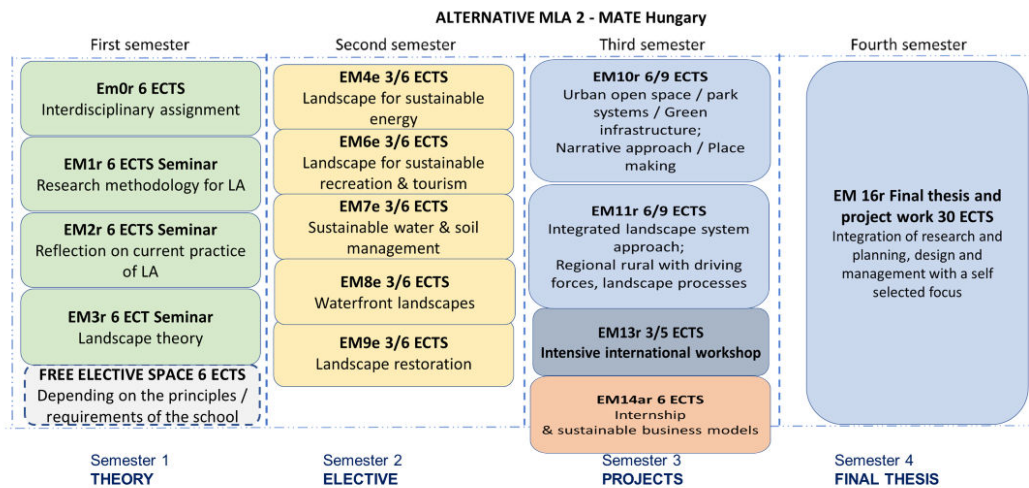 ALTERNATIVE MLA 2 - MATE Hungary
First semester
Em0r 6 ECTS
Interdisciplinary assignment
EM1r 6 ECTS Seminar
Research methodology for LA
EM2r 6 ECTS Seminar
Reflection on current practice
of LA
EM3r 6 ECT Seminar
Landscape theory
FREE ELECTIVE SPACE 6 ECTS
Depending on the principles /
requirements of the school
Semester 1
THEORY
Second semester
EM4e 3/6 ECTS
Landscape for sustainable
energy
EM6e 3/6 ECTS
Landscape for sustainable
recreation & tourism
EM7e 3/6 ECTS
Sustainable water & soil
management
EM8e 3/6 ECTS
Waterfront landscapes
EM9e 3/6 ECTS
Landscape restoration
Semester 2
ELECTIVE
Third semester
EM10r 6/9 ECTS
Urban open space / park
systems / Green
infrastructure;
Narrative approach / Place
making
EM11r 6/9 ECTS
Integrated landscape system
approach;
Regional rural with driving
forces, landscape processes
EM13r 3/5 ECTS
Intensive international workshop
EM14ar 6 ECTS
Internship
& sustainable business models
Semester 3
PROJECTS
Fourth semester
EM 16r Final thesis and
project work 30 ECTS
Integration of research and
planning, design and
management with a self
selected focus
Semester 4
FINAL THESIS